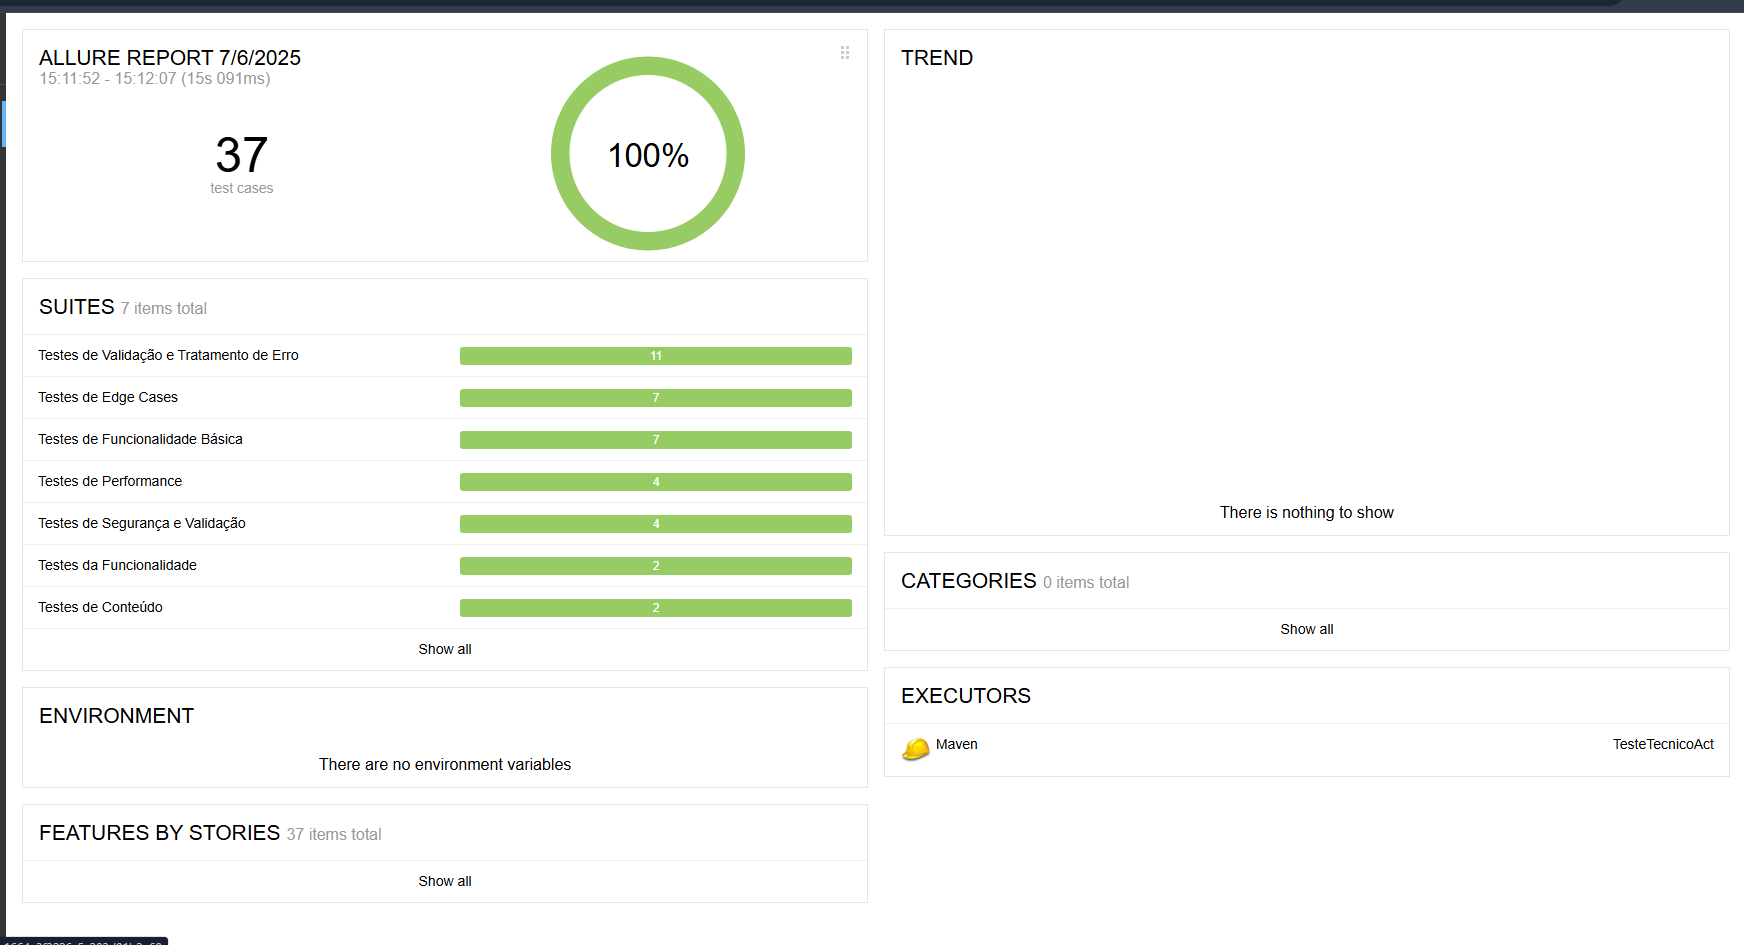 ALLURE REPORT 7/6/2025
15:11:52 - 15:12:07 (15s 091ms)
37
test cases
100%
SUITES 7 items total
Testes de Validação e Tratamento de Erro 11
Testes de Edge Cases 7
Testes de Funcionalidade Básica 7
Testes de Performance 4
Testes de Segurança e Validação 4
Testes da Funcionalidade 2
Testes de Conteúdo 2
Show all
ENVIRONMENT
There are no environment variables
FEATURES BY STORIES 37 items total
Show all
TREND
There is nothing to show
CATEGORIES 0 items total
Show all
EXECUTORS
Maven TesteTecnicoAct